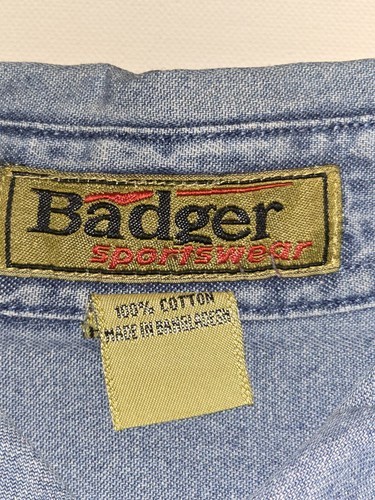 Badger
sportswear
100% COTTON
MADE IN BANGLADESH